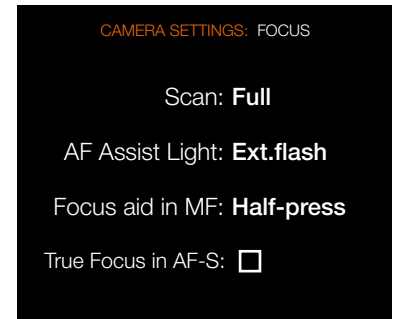 CAMERA SETTINGS: FOCUS
Scan: Full
AF Assist Light: Ext.flash
Focus aid in MF: Half-press
True Focus in AF-S: